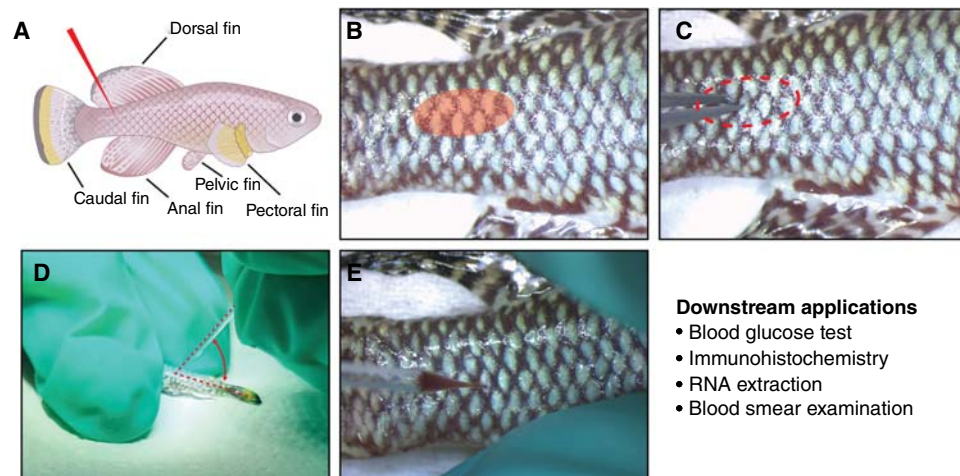 A
Dorsal fin
Caudal fin
Anal fin
Pelvic fin
Pectoral fin
B
C
D
E
Downstream applications
• Blood glucose test
• Immunohistochemistry
• RNA extraction
• Blood smear examination